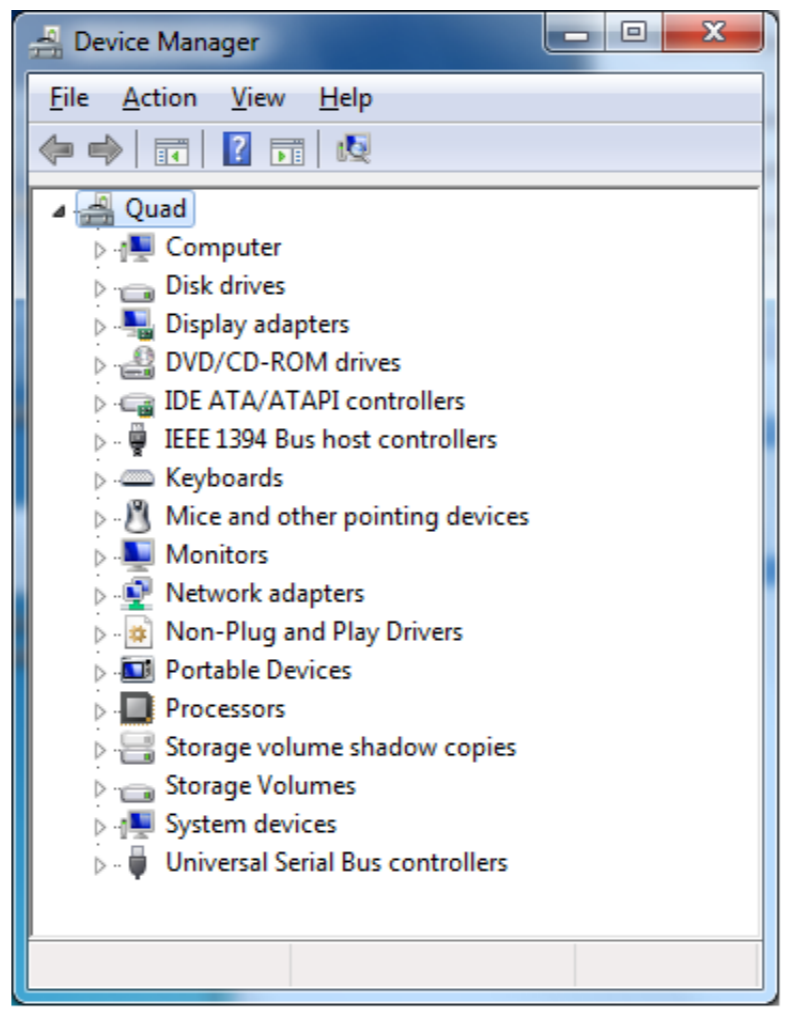 Device Manager
File Action View Help
Quad
Computer
Disk drives
Display adapters
DVD/CD-ROM drives
IDE ATA/ATAPI controllers
IEEE 1394 Bus host controllers
Keyboards
Mice and other pointing devices
Monitors
Network adapters
Non-Plug and Play Drivers
Portable Devices
Processors
Storage volume shadow copies
Storage Volumes
System devices
Universal Serial Bus controllers